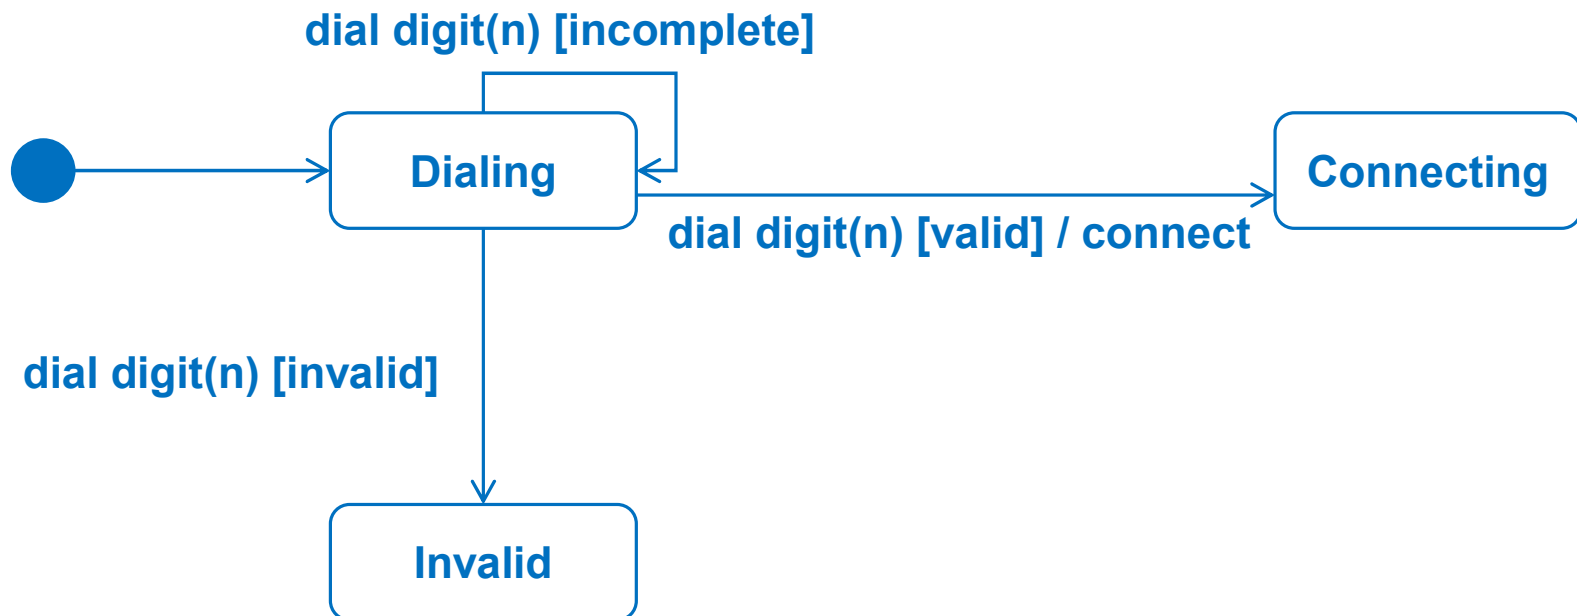 dial digit(n) [incomplete]
Dialing
Connecting
dial digit(n) [valid] / connect
dial digit(n) [invalid]
Invalid